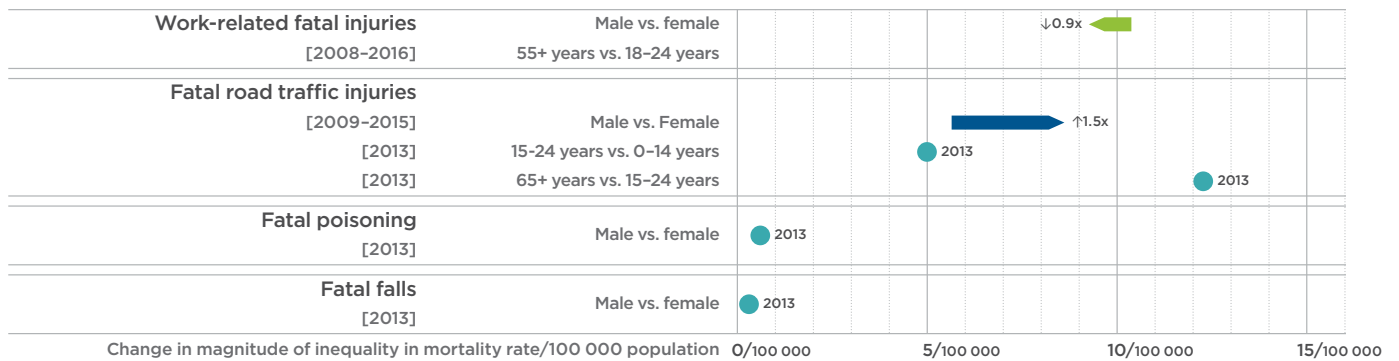 Work-related fatal injuries Male vs. female ↓0.9x
[2008–2016] 55+ years vs. 18–24 years
Fatal road traffic injuries
[2009–2015] Male vs. Female ↑1.5x
[2013] 15-24 years vs. 0–14 years 2013
[2013] 65+ years vs. 15–24 years 2013
Fatal poisoning Male vs. female 2013
[2013]
Fatal falls Male vs. female 2013
[2013]
Change in magnitude of inequality in mortality rate/100 000 population 0/100 000 5/100 000 10/100 000 15/100 000